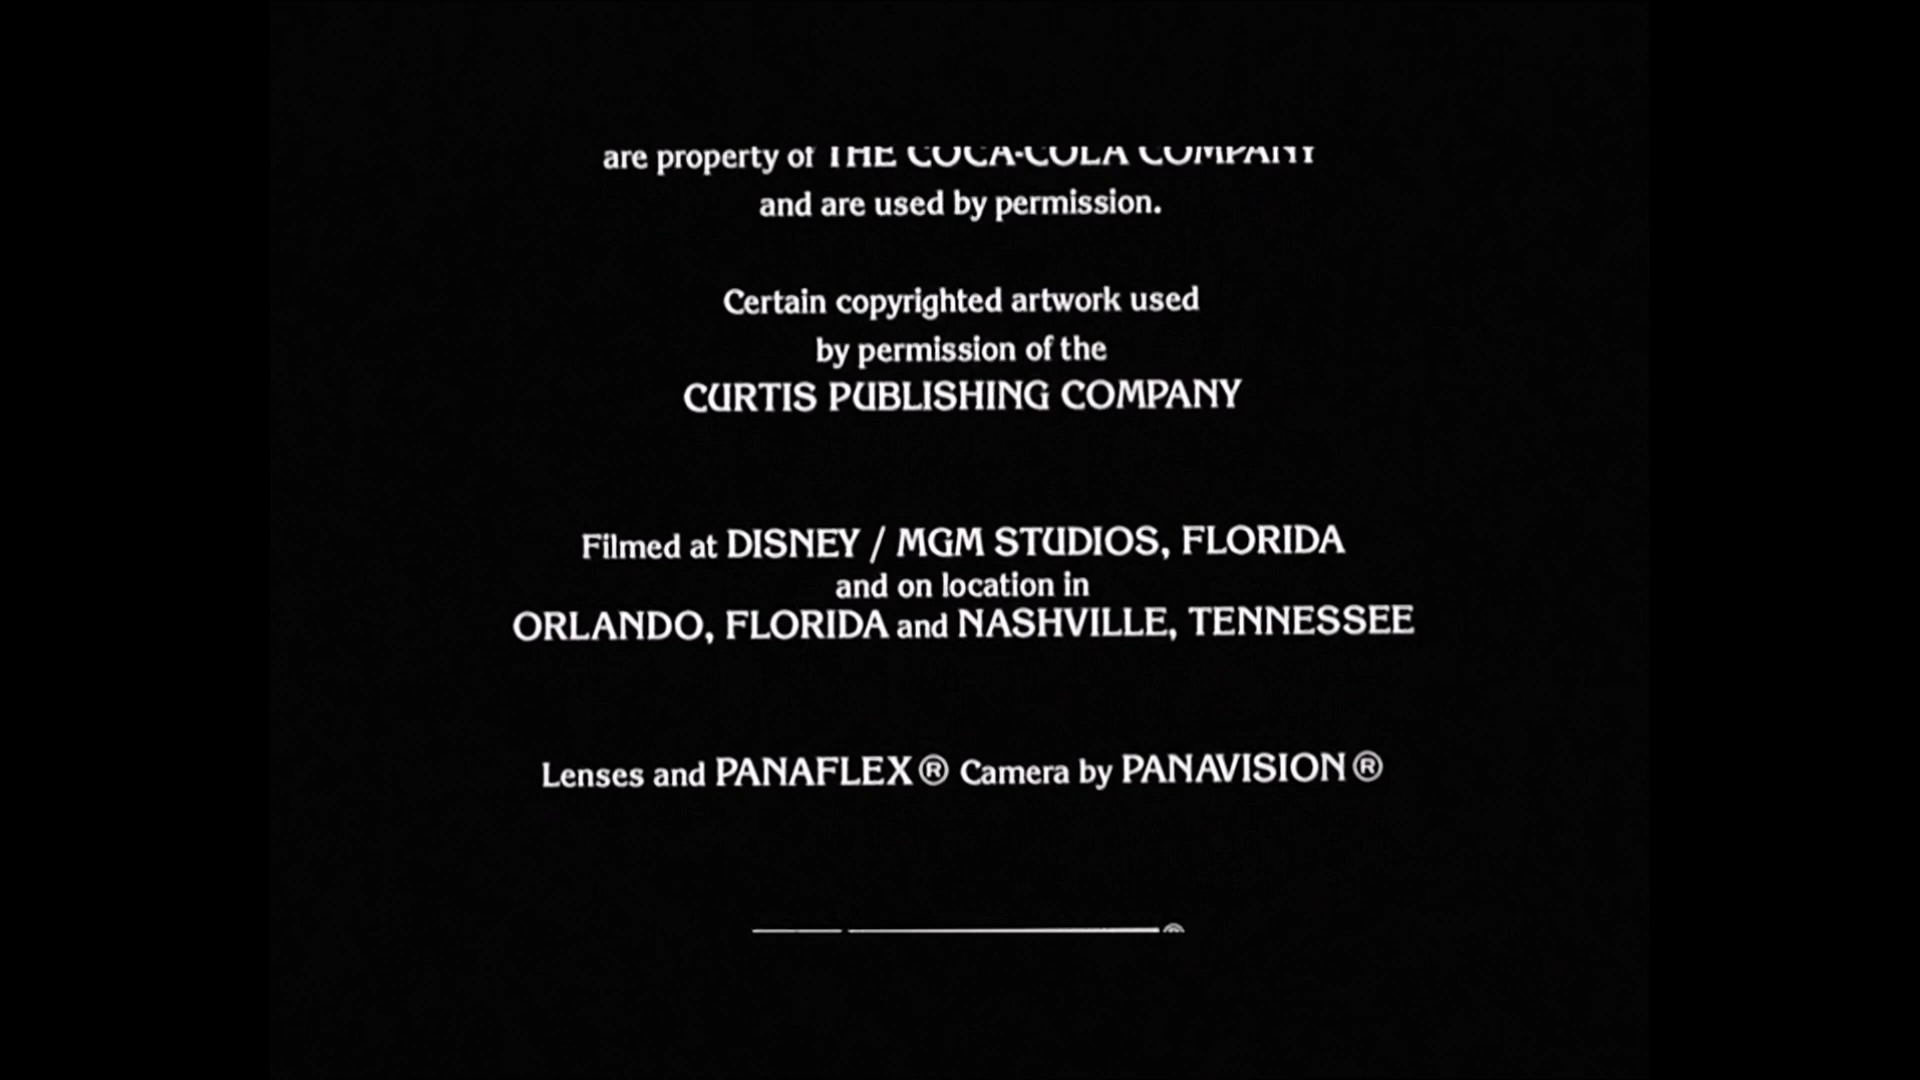 are property of THE COCA-COLA COMPANY
and are used by permission.
Certain copyrighted artwork used
by permission of the
CURTIS PUBLISHING COMPANY
Filmed at DISNEY / MGM STUDIOS, FLORIDA
and on location in
ORLANDO, FLORIDA and NASHVILLE, TENNESSEE
Lenses and PANAFLEX® Camera by PANAVISION®
®